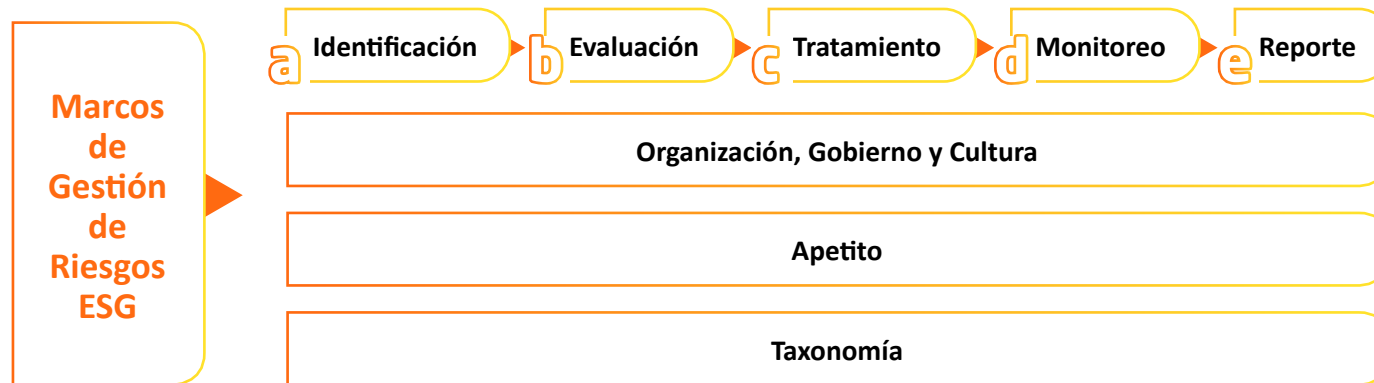 Marcos
de
Gestión
de
Riesgos
ESG
a Identificación
b Evaluación
c Tratamiento
d Monitoreo
e Reporte
Organización, Gobierno y Cultura
Apetito
Taxonomía